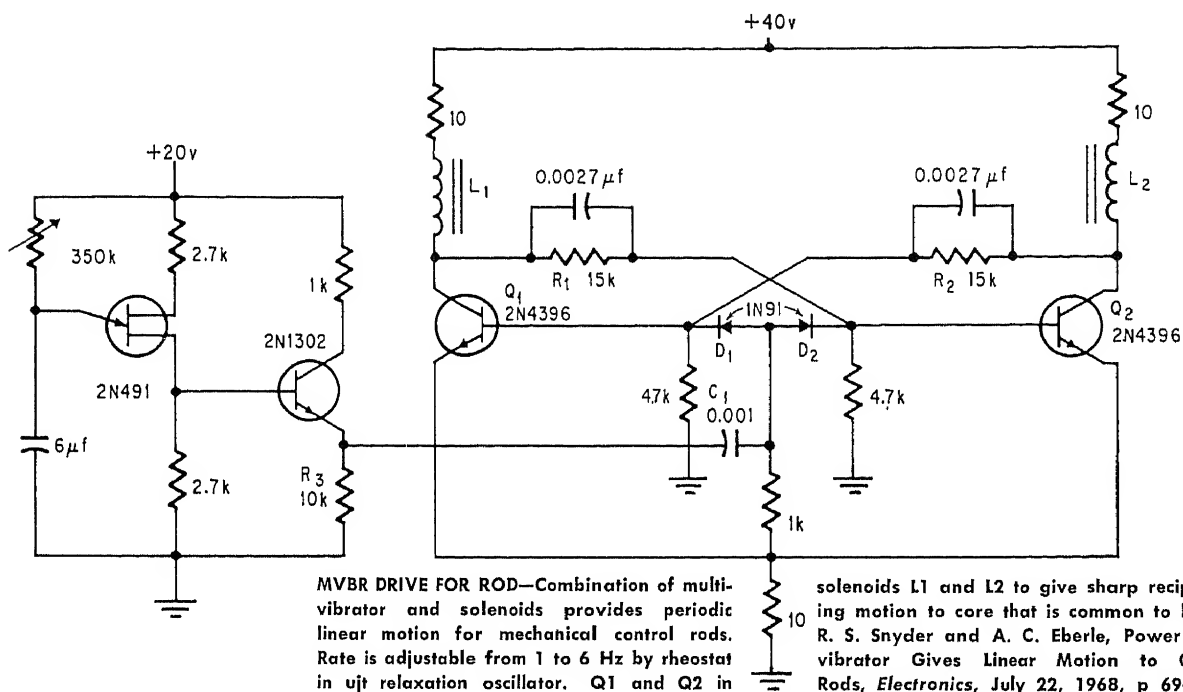 +40v
10
10
+20v
L1
0.0027 µf
0.0027 µf
L2
350k
2.7k
1k
R1 15k
R2 15k
Q1
2N4396
1N91
Q2
2N4396
2N1302
D1
D2
2N491
4.7k
C1
0.001
4.7k
6µf
2.7k
R3
10k
1k
10
MVBR DRIVE FOR ROD—Combination of multi-
vibrator and solenoids provides periodic
linear motion for mechanical control rods.
Rate is adjustable from 1 to 6 Hz by rheostat
in ujt relaxation oscillator. Q1 and Q2 in
solenoids L1 and L2 to give sharp recip
ing motion to core that is common to
R. S. Snyder and A. C. Eberle, Power
vibrator Gives Linear Motion to
Rods, Electronics, July 22, 1968, p 69